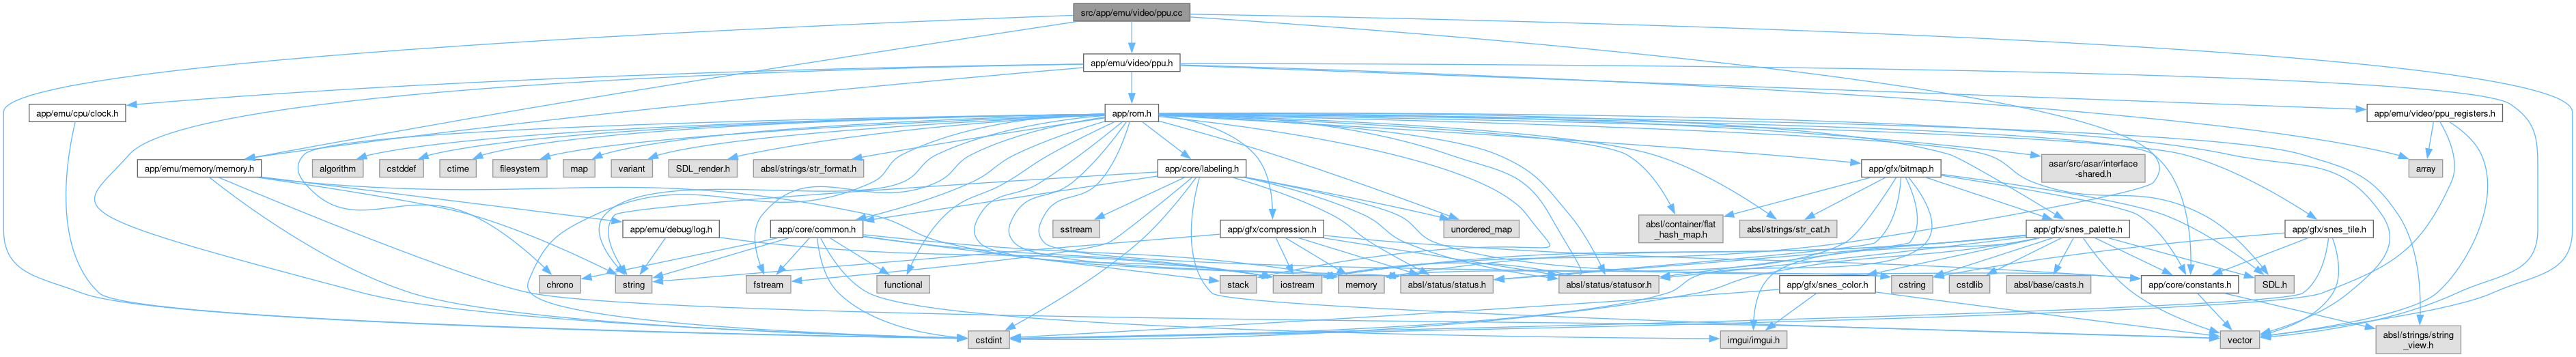 src/app/emu/video/ppu.cc
app/emu/video/ppu.h
app/emu/cpu/clock.h
app/rom.h
app/emu/video/ppu_registers.h
app/emu/memory/memory.h
algorithm
cstddef
ctime
filesystem
map
variant
SDL_render.h
absl/strings/str_format.h
app/core/labeling.h
app/gfx/bitmap.h
asar/src/asar/interface
-shared.h
array
app/emu/debug/log.h
app/core/common.h
sstream
app/gfx/compression.h
unordered_map
absl/container/flat
_hash_map.h
absl/strings/str_cat.h
app/gfx/snes_palette.h
app/gfx/snes_tile.h
chrono
string
fstream
functional
stack
iostream
memory
absl/status/status.h
absl/status/statusor.h
app/gfx/snes_color.h
cstring
cstdlib
absl/base/casts.h
app/core/constants.h
SDL.h
cstdint
imgui/imgui.h
vector
absl/strings/string
_view.h